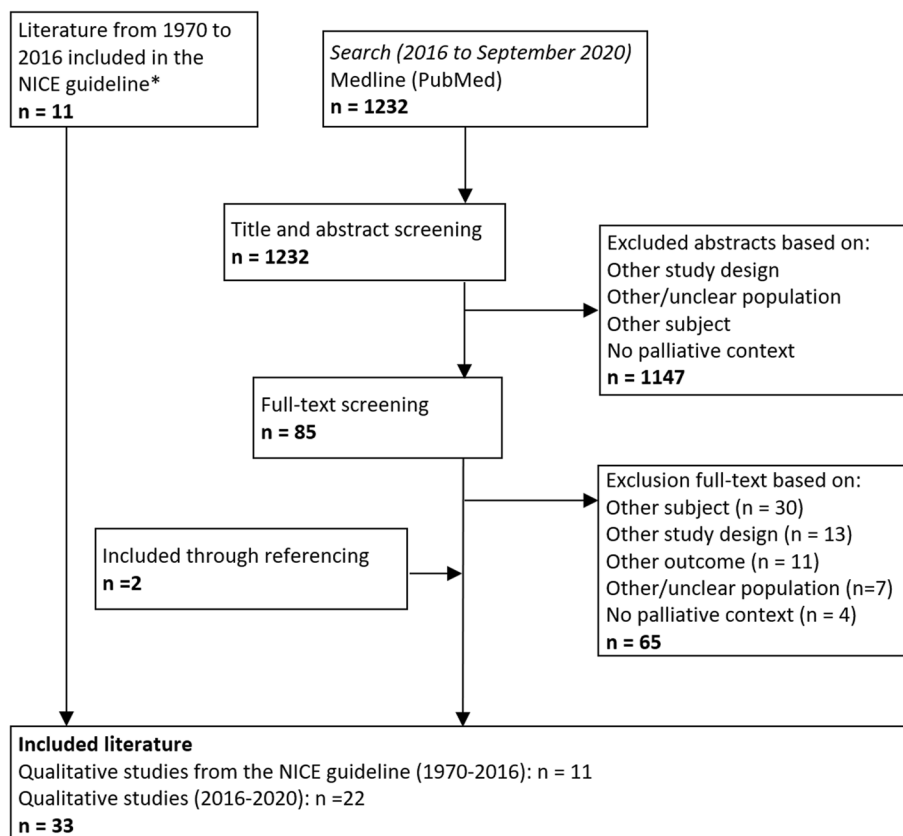 Literature from 1970 to
2016 included in the
NICE guideline*
n = 11
Search (2016 to September 2020)
Medline (PubMed)
n = 1232
Title and abstract screening
n = 1232
Excluded abstracts based on:
Other study design
Other/unclear population
Other subject
No palliative context
n = 1147
Full-text screening
n = 85
Exclusion full-text based on:
Other subject (n = 30)
Other study design (n = 13)
Other outcome (n = 11)
Other/unclear population (n=7)
No palliative context (n = 4)
n = 65
Included through referencing
n =2
Included literature
Qualitative studies from the NICE guideline (1970-2016): n = 11
Qualitative studies (2016-2020): n =22
n = 33